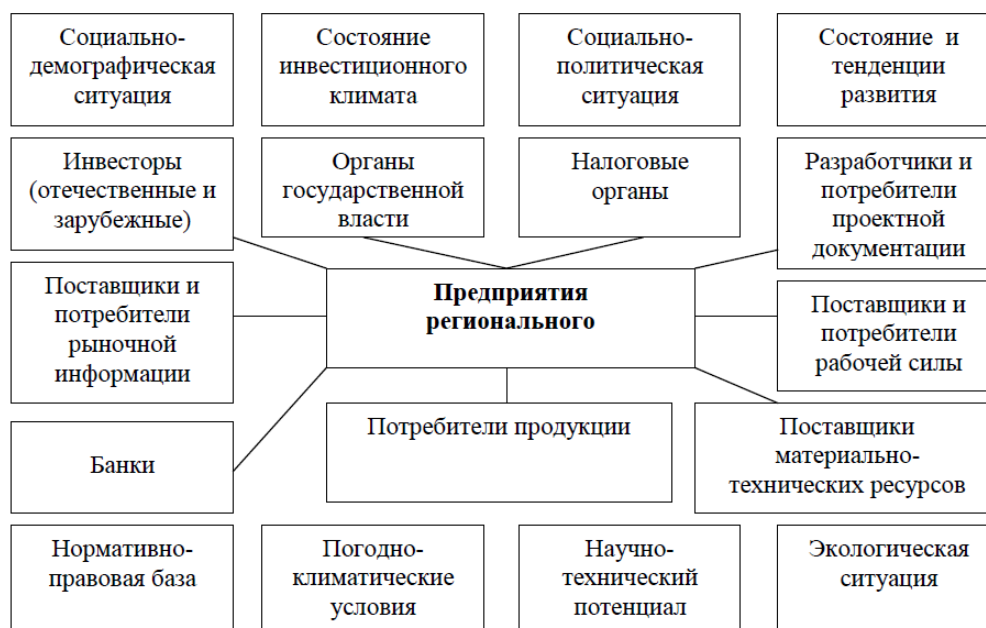 Социально-
демографическая
ситуация
Состояние
инвестиционного
климата
Социально-
политическая
ситуация
Состояние и
тенденции
развития
Инвесторы
(отечественные и
зарубежные)
Органы
государственной
власти
Налоговые
органы
Разработчики и
потребители
проектной
документации
Поставщики и
потребители
рыночной
информации
Предприятия
регионального
Поставщики и
потребители
рабочей силы
Банки
Потребители продукции
Поставщики
материально-
технических ресурсов
Нормативно-
правовая база
Погодно-
климатические
условия
Научно-
технический
потенциал
Экологическая
ситуация